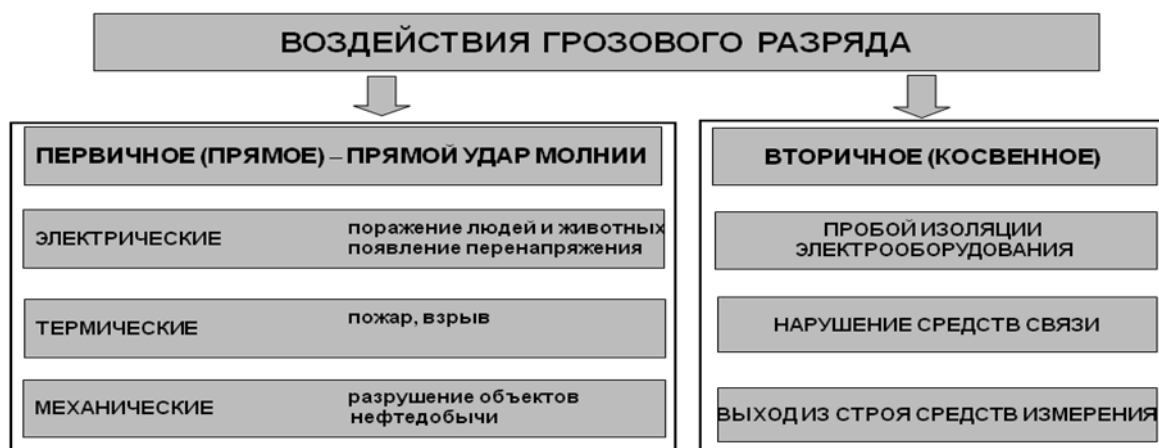 ВОЗДЕЙСТВИЯ ГРОЗОВОГО РАЗРЯДА
ПЕРВИЧНОЕ (ПРЯМОЕ) – ПРЯМОЙ УДАР МОЛНИИ
ЭЛЕКТРИЧЕСКИЕ
поражение людей и животных
появление перенапряжения
ТЕРМИЧЕСКИЕ
пожар, взрыв
МЕХАНИЧЕСКИЕ
разрушение объектов
нефтедобычи
ВТОРИЧНОЕ (КОСВЕННОЕ)
ПРОБОЙ ИЗОЛЯЦИИ
ЭЛЕКТРООБОРУДОВАНИЯ
НАРУШЕНИЕ СРЕДСТВ СВЯЗИ
ВЫХОД ИЗ СТРОЯ СРЕДСТВ ИЗМЕРЕНИЯ